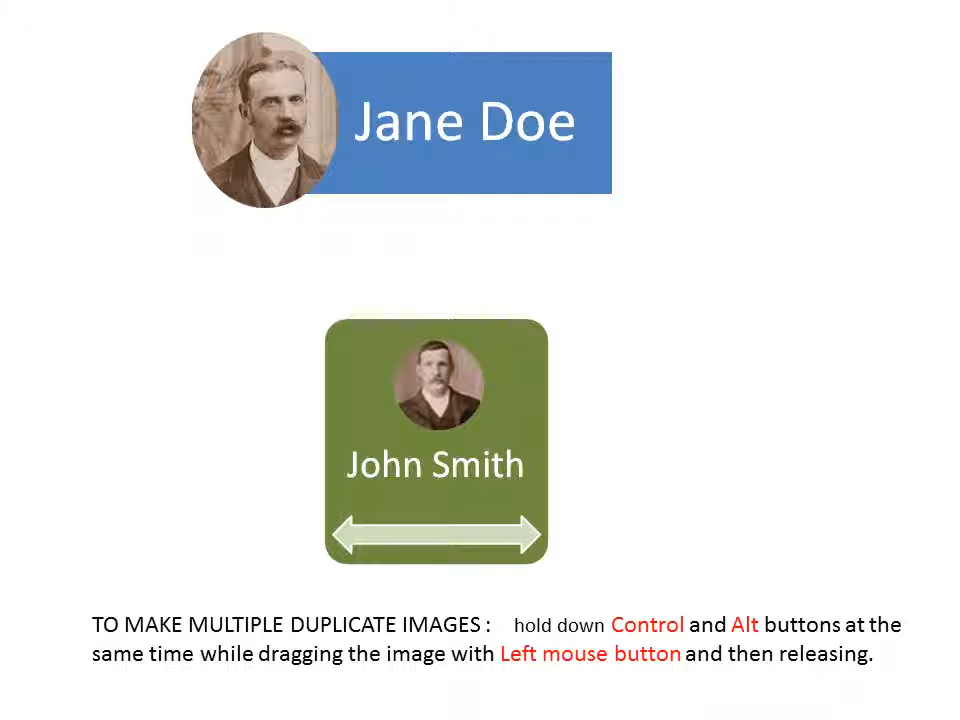 Jane Doe
John Smith
TO MAKE MULTIPLE DUPLICATE IMAGES : hold down Control and Alt buttons at the
same time while dragging the image with Left mouse button and then releasing.